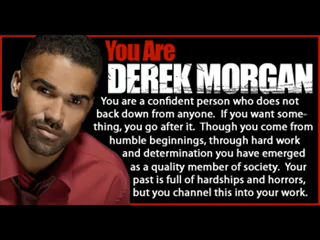 You Are
DEREK MORGAN
You are a confident person who does not
back down from anyone. If you want some-
thing, you go after it. Though you come from
humble beginnings, through hard work
and determination you have emerged
as a quality member of society. Your
past is full of hardships and horrors,
but you channel this into your work.